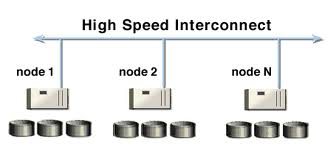 High Speed Interconnect
node 1
node 2
node N